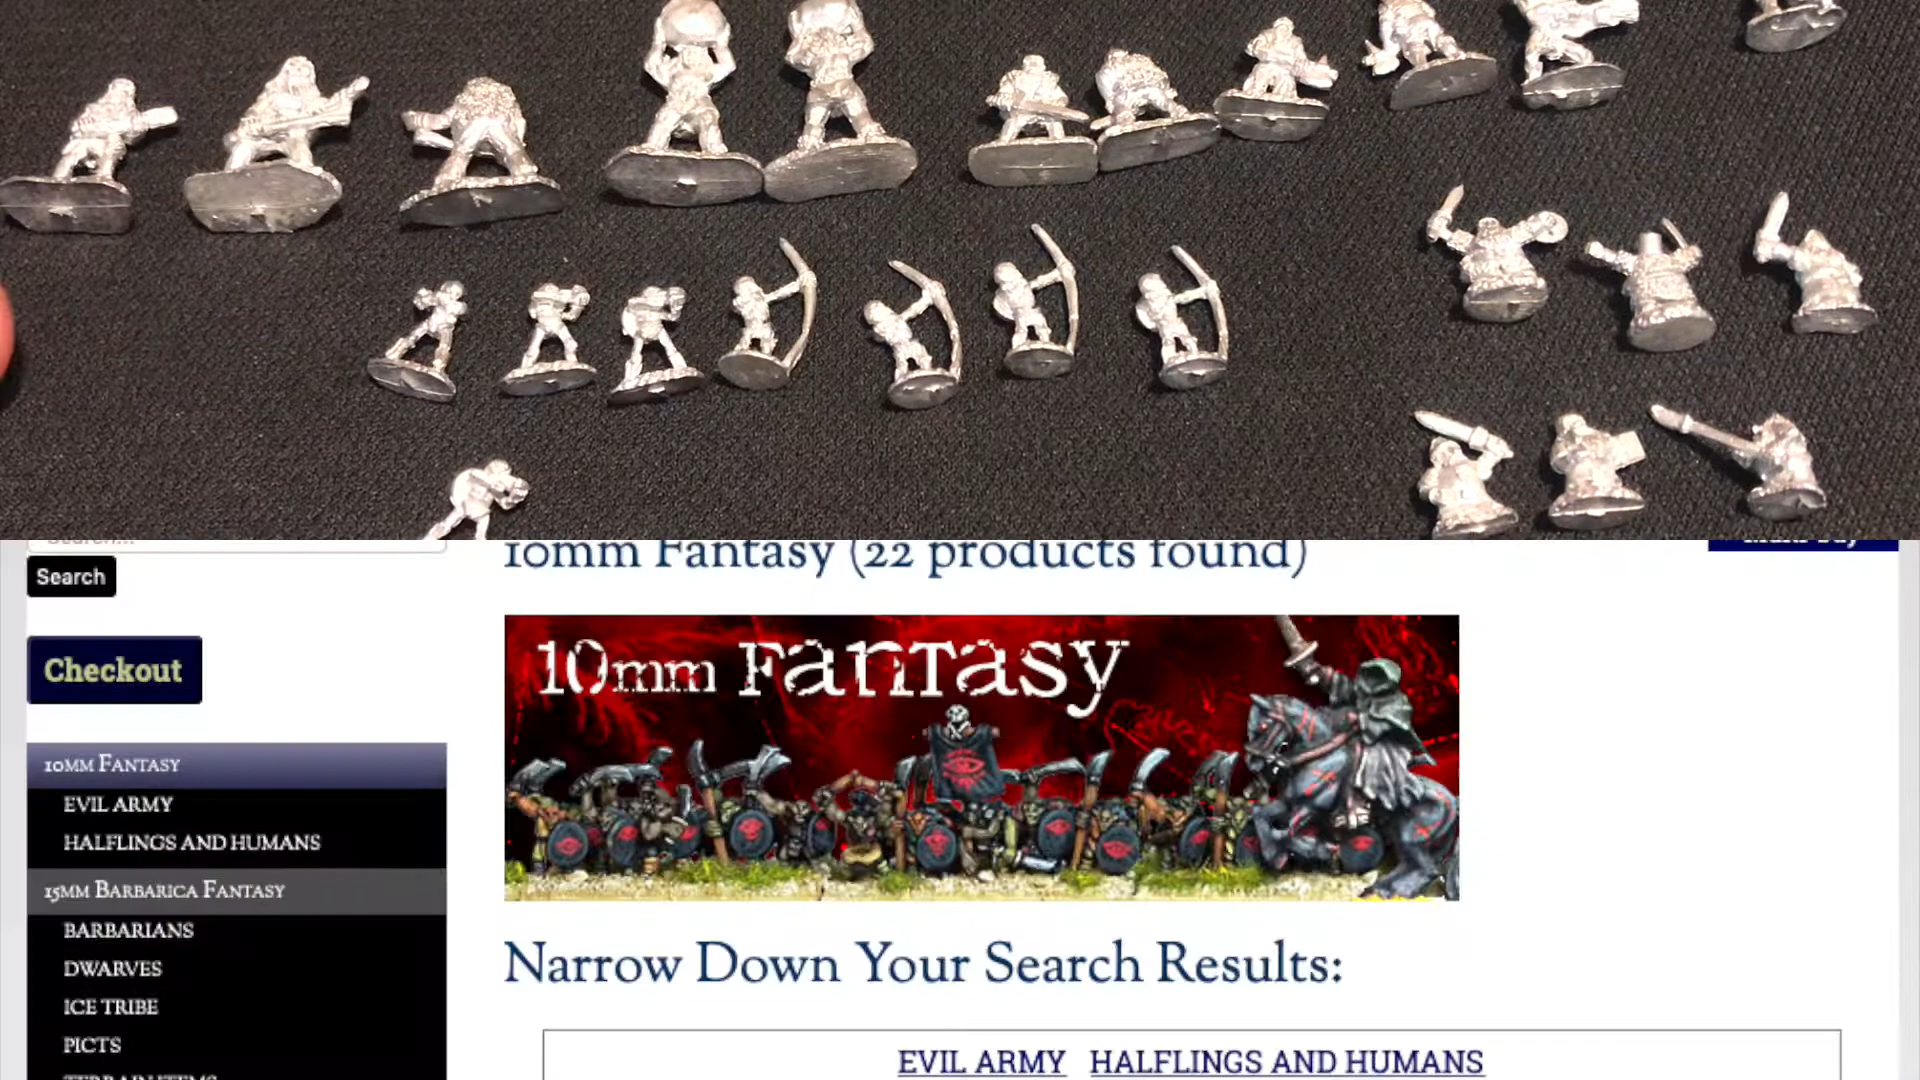 10mm Fantasy (22 products found)
Search
Checkout
10mm Fantasy
10MM FANTASY
EVIL ARMY
HALFLINGS AND HUMANS
15MM BARBARICA FANTASY
BARBARIANS
DWARVES
ICE TRIBE
PICTS
Narrow Down Your Search Results:
EVIL ARMY HALFLINGS AND HUMANS